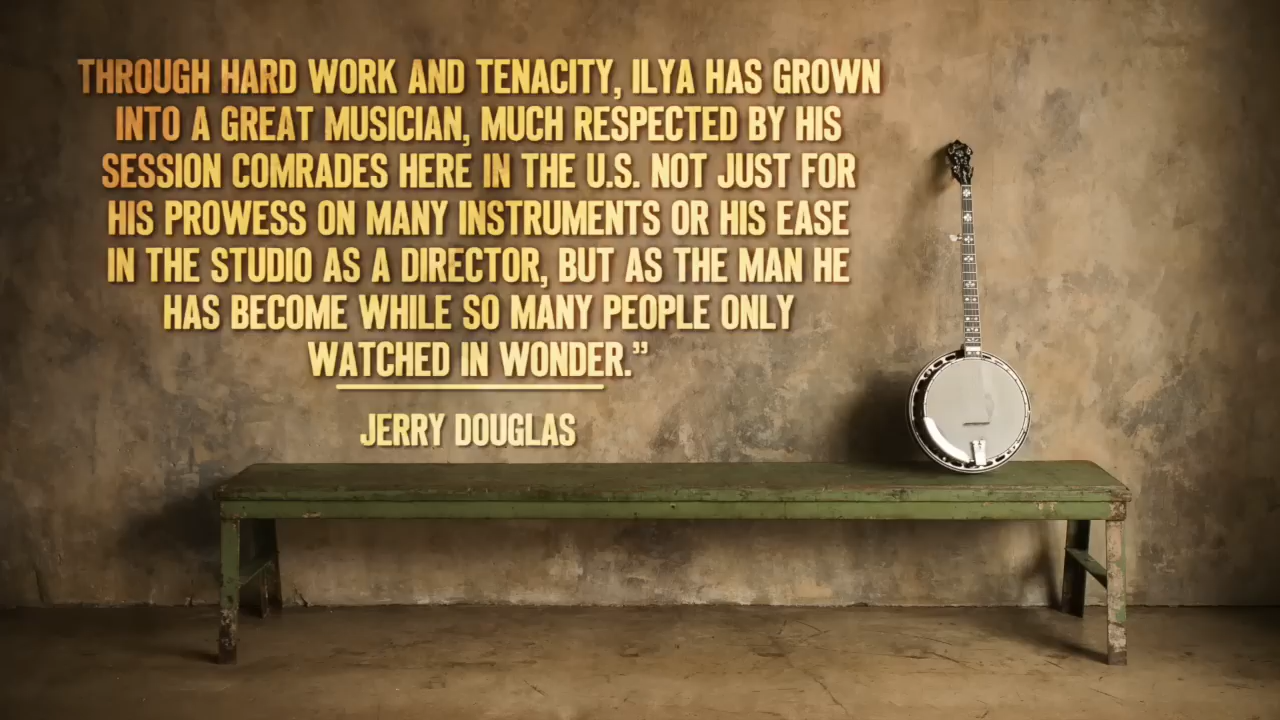 THROUGH HARD WORK AND TENACITY, ILYA HAS GROWN
INTO A GREAT MUSICIAN, MUCH RESPECTED BY HIS
SESSION COMRADES HERE IN THE U.S. NOT JUST FOR
HIS PROWESS ON MANY INSTRUMENTS OR HIS EASE
IN THE STUDIO AS A DIRECTOR, BUT AS THE MAN HE
HAS BECOME WHILE SO MANY PEOPLE ONLY
WATCHED IN WONDER.”
JERRY DOUGLAS